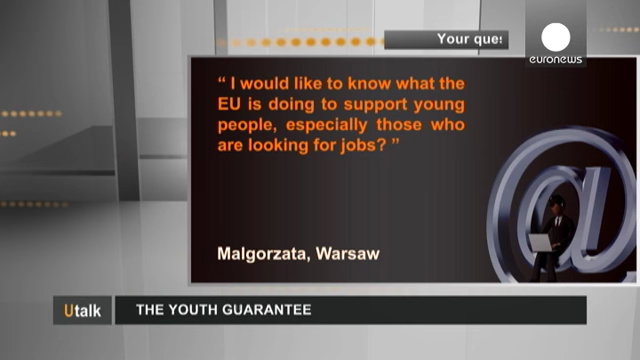 Your ques
euronews
“ I would like to know what the
EU is doing to support young
people, especially those who
are looking for jobs? ”
Malgorzata, Warsaw
Utalk
THE YOUTH GUARANTEE